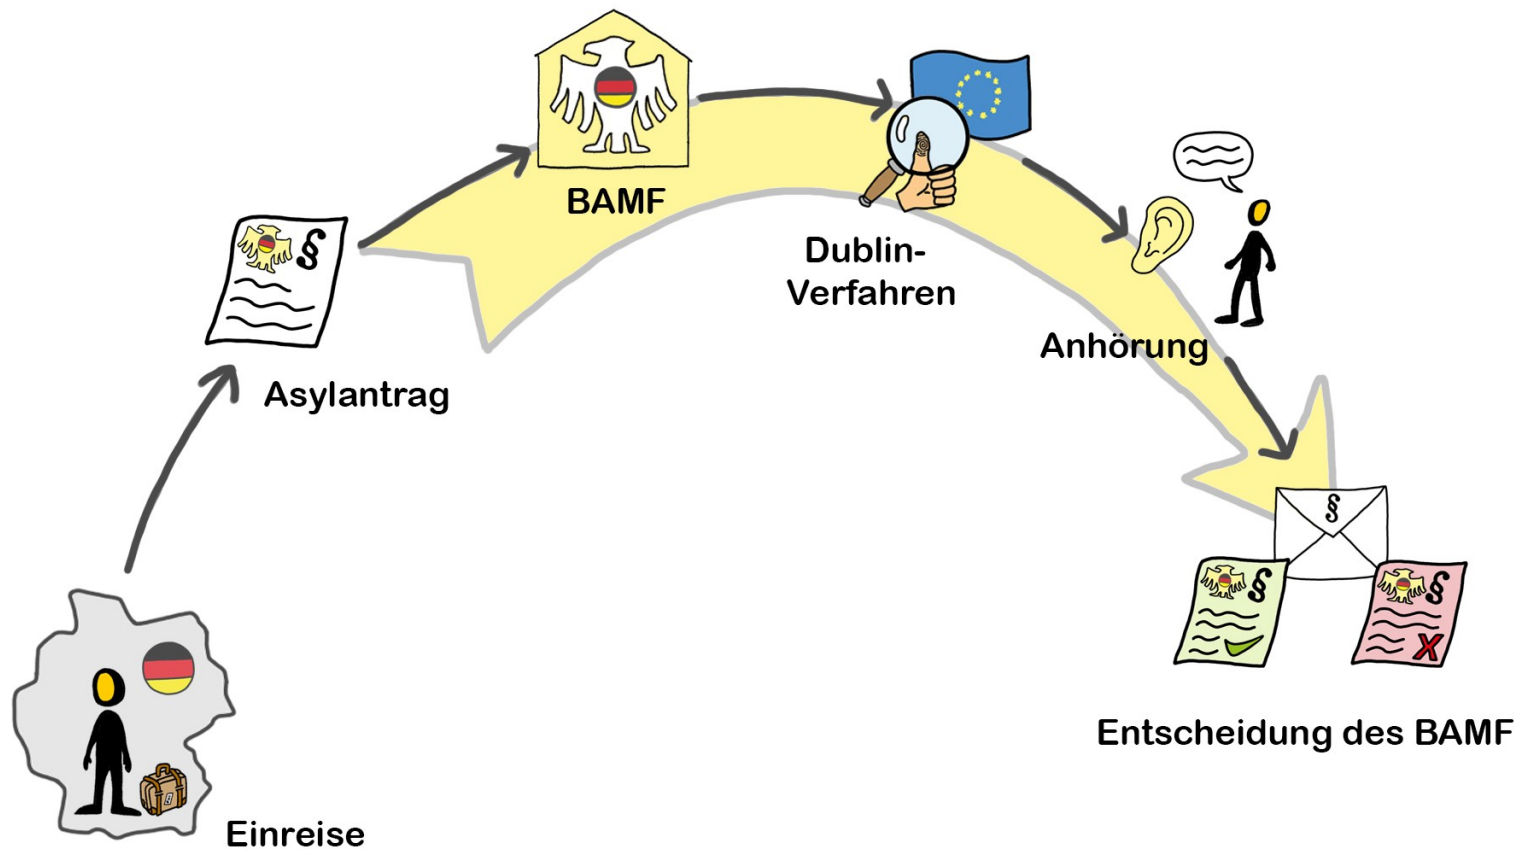 BAMF
Dublin-
Verfahren
Anhörung
§
Asylantrag
§
§
§
Entscheidung des BAMF
Einreise